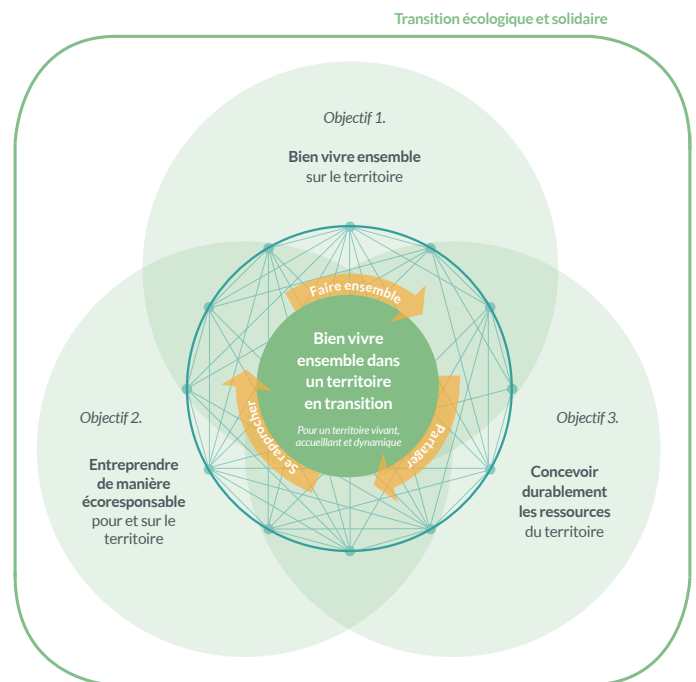 Transition écologique et solidaire
Objectif 1.
Bien vivre ensemble
sur le territoire
Faire ensemble
Bien vivre
ensemble dans
un territoire
en transition
Pour un territoire vivant,
accueillant et dynamique
Partager
Se rapprocher
Objectif 2.
Entreprendre
de manière
écoresponsable
pour et sur le
territoire
Objectif 3.
Concevoir
durablement
les ressources
du territoire